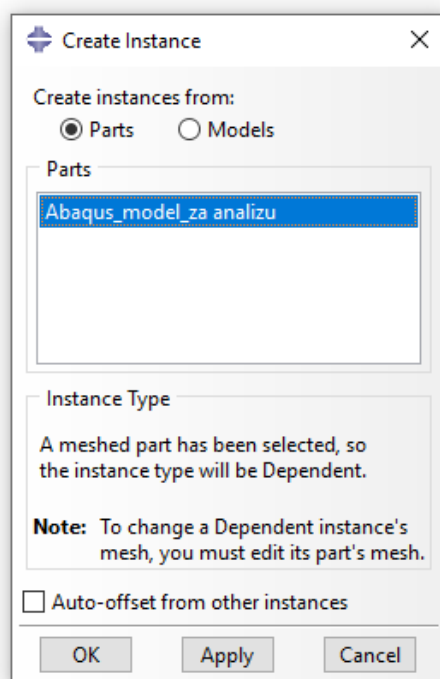 Create Instance
Create instances from:
Parts Models
Parts
Abaqus_model_za analizu
Instance Type
A meshed part has been selected, so
the instance type will be Dependent.
Note: To change a Dependent instance's
mesh, you must edit its part's mesh.
Auto-offset from other instances
OK Apply Cancel